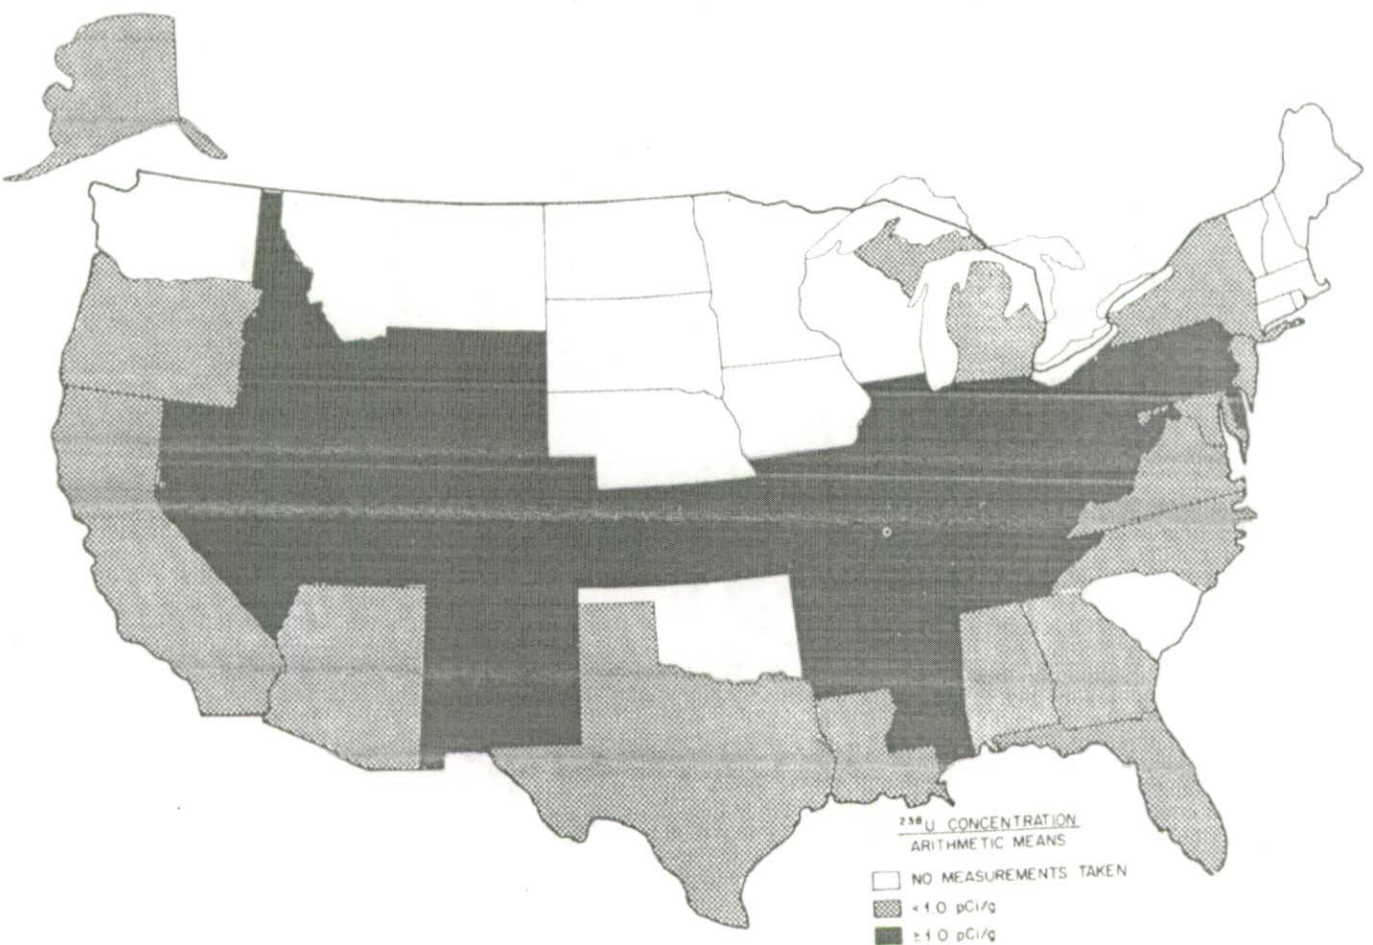 ²³⁸U CONCENTRATION
ARITHMETIC MEANS
NO MEASUREMENTS TAKEN
< 1.0 pCi/g
≥ 1.0 pCi/g